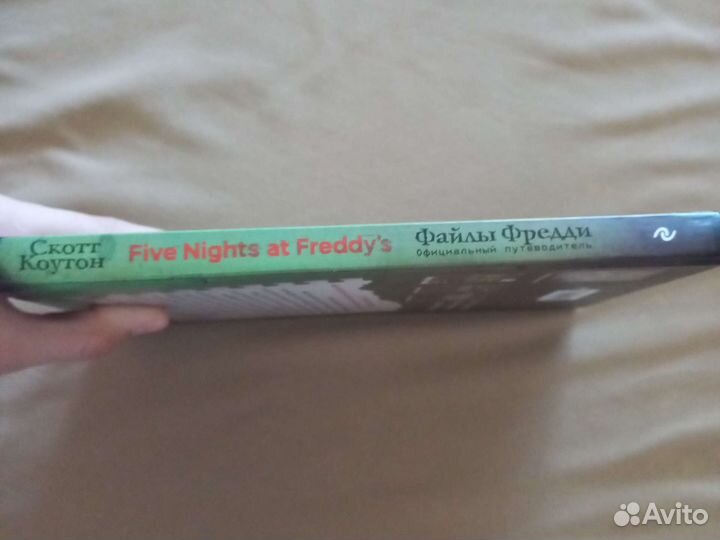 Скотт
Коутон
Five Nights at Freddy's
Файлы Фредди
Официальный путеводитель
Avito